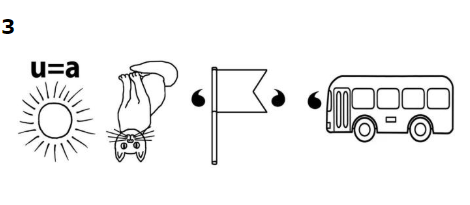 3
u=a
‘ ’ ‘